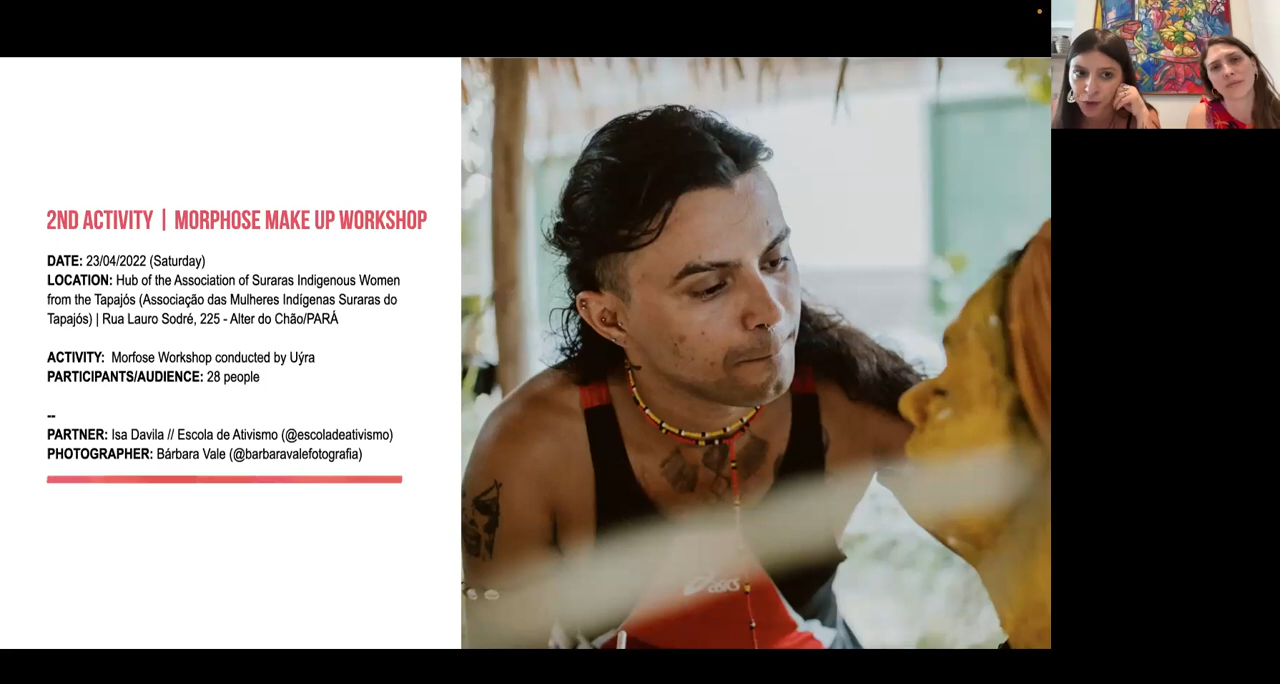 2ND ACTIVITY | MORPHOSE MAKE UP WORKSHOP
DATE: 23/04/2022 (Saturday)
LOCATION: Hub of the Association of Suraras Indigenous Women
from the Tapajós (Associação das Mulheres Indígenas Suraras do
Tapajós) | Rua Lauro Sodré, 225 - Alter do Chão/PARÁ
ACTIVITY: Morfose Workshop conducted by Uýra
PARTICIPANTS/AUDIENCE: 28 people
--
PARTNER: Isa Davila // Escola de Ativismo (@escoladeativismo)
PHOTOGRAPHER: Bárbara Vale (@barbaravalefotografia)
asics